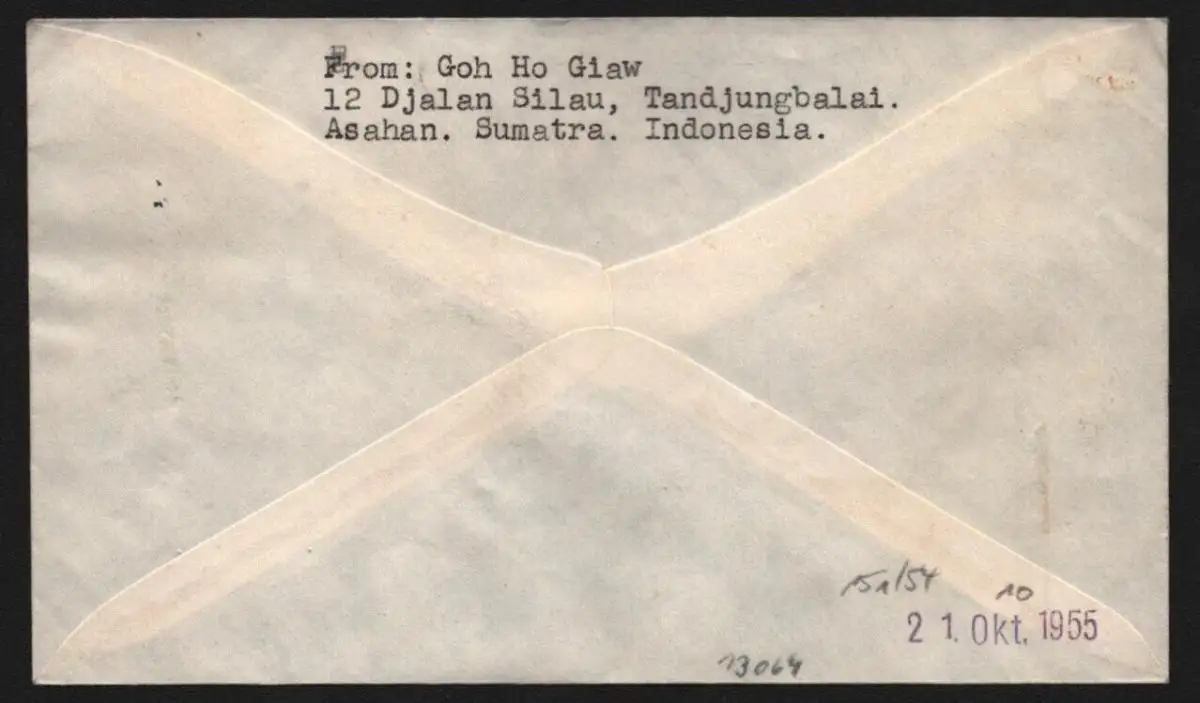 From: Goh Ho Giaw
12 Djalan Silau, Tandjungbalai.
Asahan. Sumatra. Indonesia.
10
2 1. Okt. 1955
13064